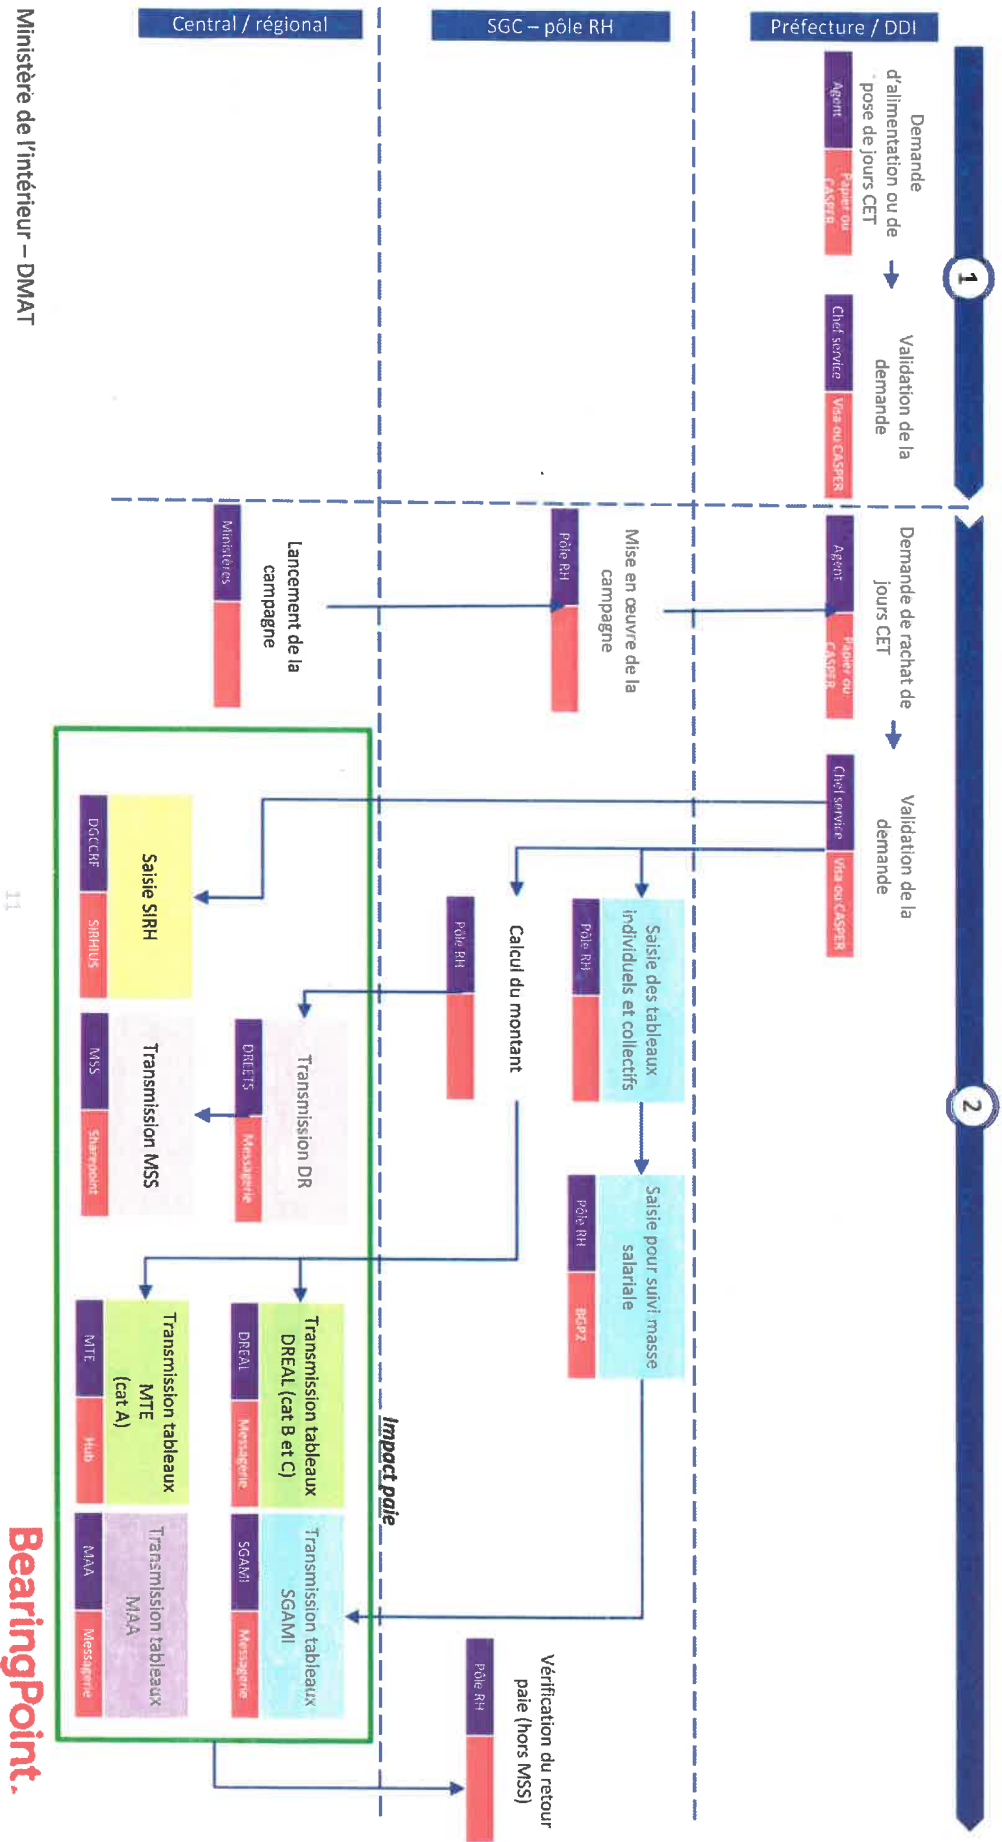 1
2
Préfecture / DDI
Demande
d'alimentation ou de
pose de jours CET
Agent
Papier ou
CASPER
Validation de la
demande
Chef service
Visa ou CASPER
Demande de rachat de
jours CET
Agent
Papier ou
CASPER
Validation de la
demande
Chef service
Visa ou CASPER
SGC – pôle RH
Mise en œuvre de la
campagne
Pôle RH
Saisie des tableaux
individuels et collectifs
Pôle RH
Saisie pour suivi masse
salariale
Pôle RH
BGPZ
Calcul du montant
Pôle RH
Vérification du retour
paie (hors MSS)
Pôle RH
Central / régional
Lancement de la
campagne
Ministères
Impact paie
Transmission DR
DREETS
Messagerie
Transmission tableaux
DREAL (cat B et C)
DREAL
Messagerie
Transmission tableaux
SGAMI
SGAMI
Messagerie
Saisie SIRH
DGCCRF
SIRHIUS
Transmission MSS
MSS
Sharepoint
Transmission tableaux
MTE
(cat A)
MTE
Hub
Transmission tableaux
MAA
MAA
Messagerie
Ministère de l'intérieur – DMAT
11
BearingPoint.